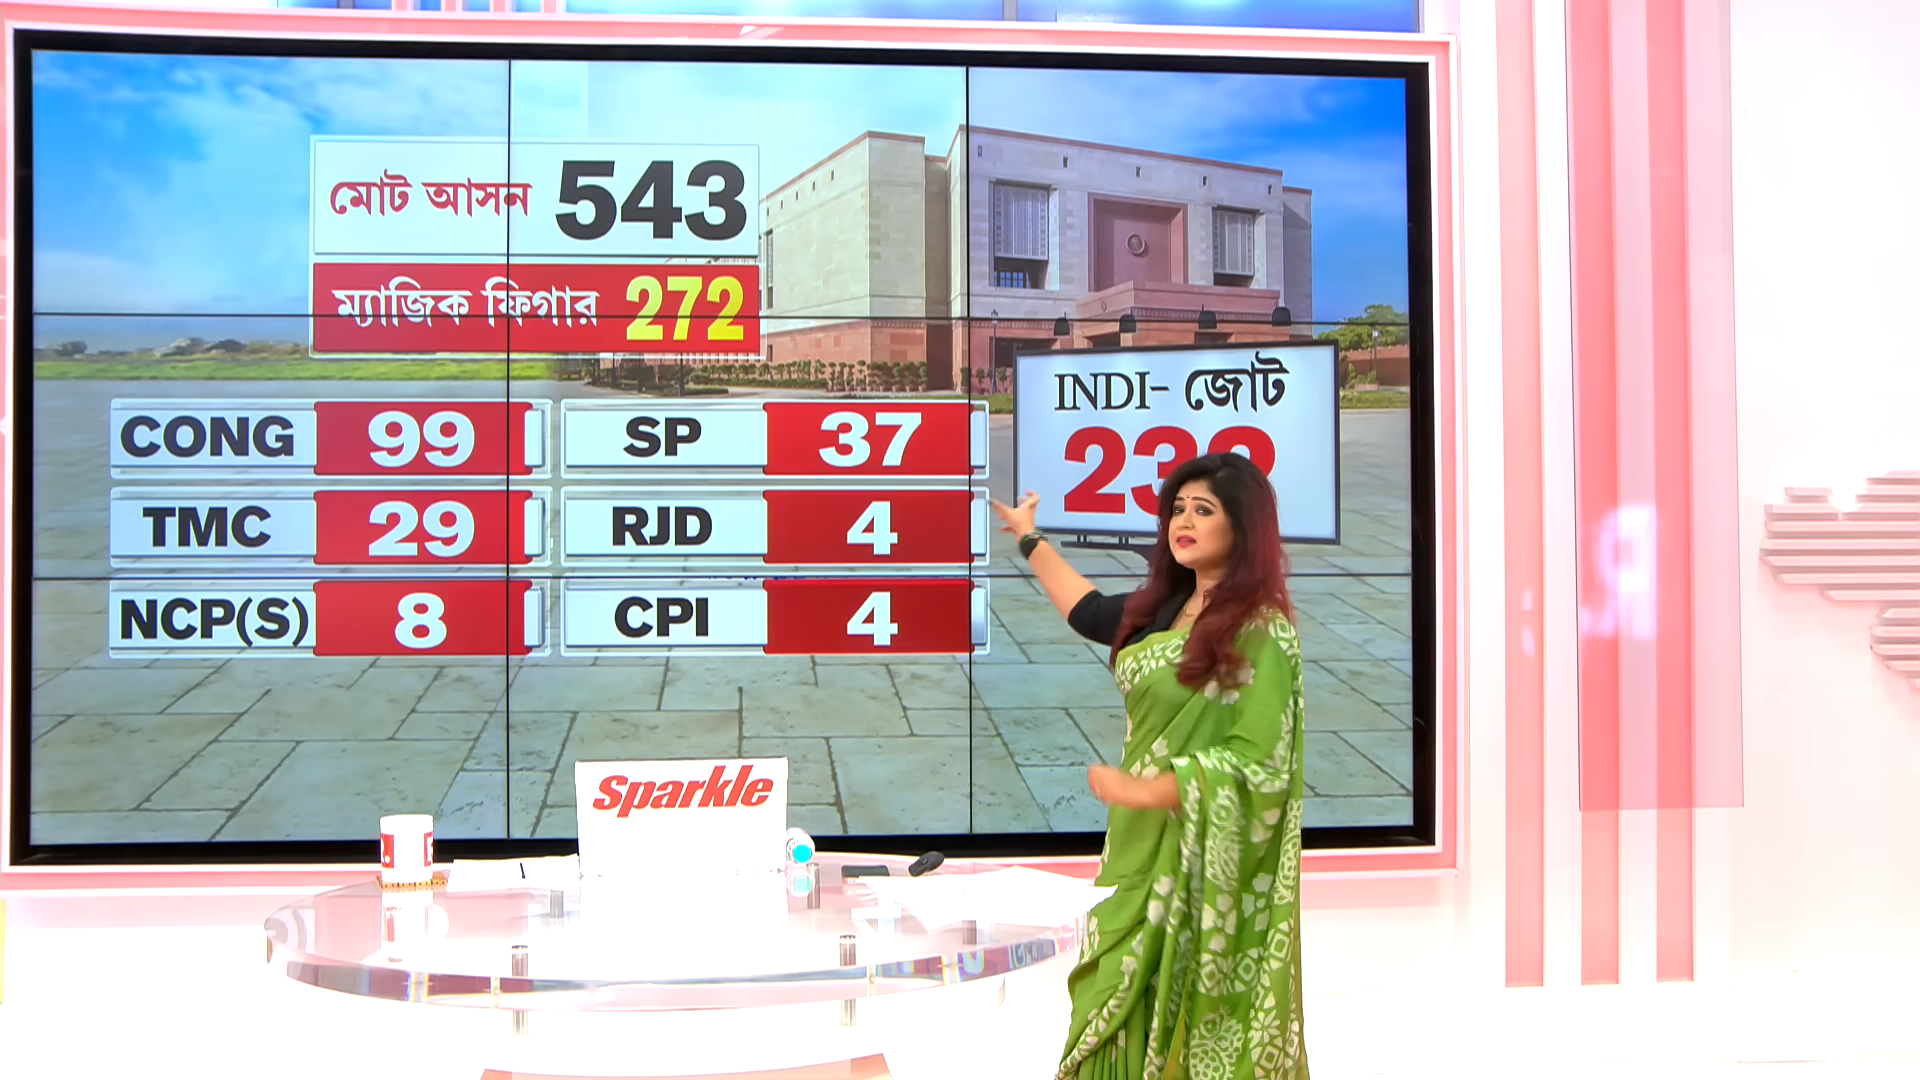 মোট আসন 543
ম্যাজিক ফিগার 272
INDI- জোট
CONG 99 SP 37
TMC 29 RJD 4
NCP(S) 8 CPI 4
Sparkle